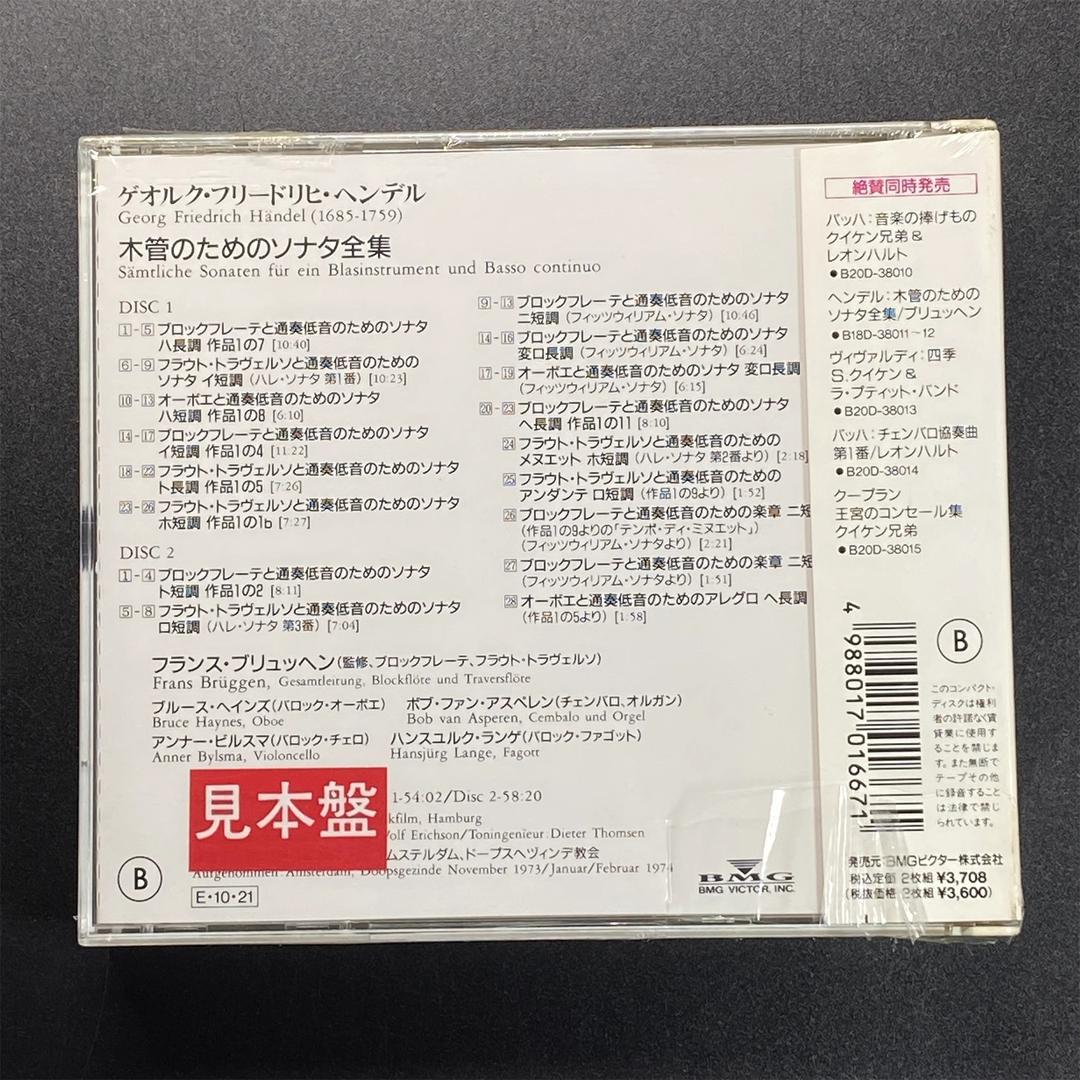 ゲオルク・フリードリヒ・ヘンデル
Georg Friedrich Händel (1685-1759)
木管のためのソナタ全集
Sämtliche Sonaten für ein Blasinstrument und Basso continuo
DISC 1
1-5 ブロックフレーテと通奏低音のためのソナタ
ハ長調 作品1の7 [10:40]
6-9 フラウト・トラヴェルソと通奏低音のための
ソナタ イ短調 (ハレ・ソナタ 第1番) [10:23]
10-13 オーボエと通奏低音のためのソナタ
ハ短調 作品1の8 [6:10]
14-17 ブロックフレーテと通奏低音のためのソナタ
イ短調 作品1の4 [11:22]
18-22 フラウト・トラヴェルソと通奏低音のためのソナタ
ト長調 作品1の5 [7:26]
23-26 フラウト・トラヴェルソと通奏低音のためのソナタ
ホ短調 作品1の1b [7:27]
DISC 2
1-4 ブロックフレーテと通奏低音のためのソナタ
ト短調 作品1の2 [8:11]
5-8 フラウト・トラヴェルソと通奏低音のためのソナタ
ロ短調 (ハレ・ソナタ 第3番) [7:04]
9-13 ブロックフレーテと通奏低音のためのソナタ
ニ短調 (フィッツウィリアム・ソナタ) [10:46]
14-16 ブロックフレーテと通奏低音のためのソナタ
変ロ長調 (フィッツウィリアム・ソナタ) [6:24]
17-19 オーボエと通奏低音のためのソナタ 変ロ長調
(フィッツウィリアム・ソナタ) [6:15]
20-23 ブロックフレーテと通奏低音のためのソナタ
ヘ長調 作品1の11 [8:10]
24 フラウト・トラヴェルソと通奏低音のための
メヌエット ホ短調 (ハレ・ソナタ 第2番より) [2:18]
25 フラウト・トラヴェルソと通奏低音のための
アンダンテ ロ短調 (作品1の9より) [1:52]
26 ブロックフレーテと通奏低音のための楽章 ニ短
(作品1の9よりの「テンポ・ディ・ミヌエット」)
(フィッツウィリアム・ソナタより) [2:21]
27 ブロックフレーテと通奏低音のための楽章 ニ短
(フィッツウィリアム・ソナタより) [1:51]
28 オーボエと通奏低音のためのアレグロ ヘ長調
(作品1の5より) [1:58]
フランス・ブリュッヘン (監修、ブロックフレーテ、フラウト・トラヴェルソ)
Frans Brüggen, Gesamtleitung, Blockflöte und Traversflöte
ブルース・ヘインズ (バロック・オーボエ) ボブ・ファン・アスペレン (チェンバロ、オルガン)
Bruce Haynes, Oboe Bob van Asperen, Cembalo und Orgel
アンナー・ビルスマ (バロック・チェロ) ハンスユルク・ランゲ (バロック・ファゴット)
Anner Bylsma, Violoncello Hansjürg Lange, Fagott
見本盤
1-54:02/Disc 2-58:20
kfilm, Hamburg
olf Erichson/Toningenieur: Dieter Thomsen
ムステルダム、ドープスヘヅィンデ教会
Aufgenommen Amsterdam, Doopsgezinde November 1973/Januar/Februar 1974
B
E・10・21
BMG
BMG VICTOR, INC.
絶賛同時発売
バッハ：音楽の捧げもの
クイケン兄弟&
レオンハルト
●B20D-38010
ヘンデル：木管のための
ソナタ全集/ブリュッヘン
●B18D-38011～12
ヴィヴァルディ：四季
S.クイケン&
ラ・プティット・バンド
●B20D-38013
バッハ：チェンバロ協奏曲
第1番/レオンハルト
●B20D-38014
クープラン
王宮のコンセール集
クイケン兄弟
●B20D-38015
4 988017 016671
B
このコンパクト・
ディスクは権利
者の許諾なく賃
貸業に使用す
ることを禁じま
す。また無断で
テープその他
に録音すること
は法律で禁じ
られています。
発売元：BMGビクター株式会社
税込定価 2枚組 ¥3,708
(税抜価格 2枚組 ¥3,600)